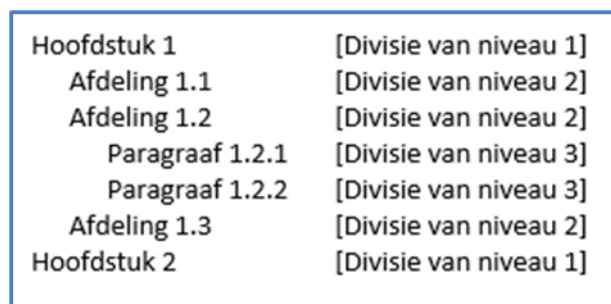 Hoofdstuk 1 [Divisie van niveau 1]
Afdeling 1.1 [Divisie van niveau 2]
Afdeling 1.2 [Divisie van niveau 2]
Paragraaf 1.2.1 [Divisie van niveau 3]
Paragraaf 1.2.2 [Divisie van niveau 3]
Afdeling 1.3 [Divisie van niveau 2]
Hoofdstuk 2 [Divisie van niveau 1]